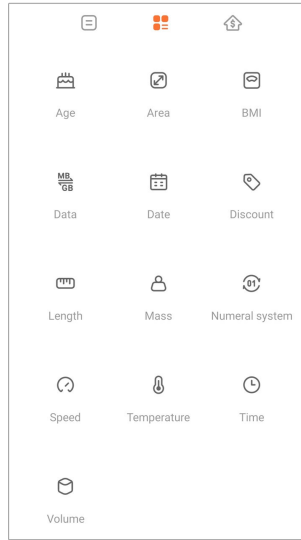 Age Area BMI
MB
GB
Data Date Discount
01
Length Mass Numeral system
Speed Temperature Time
Volume